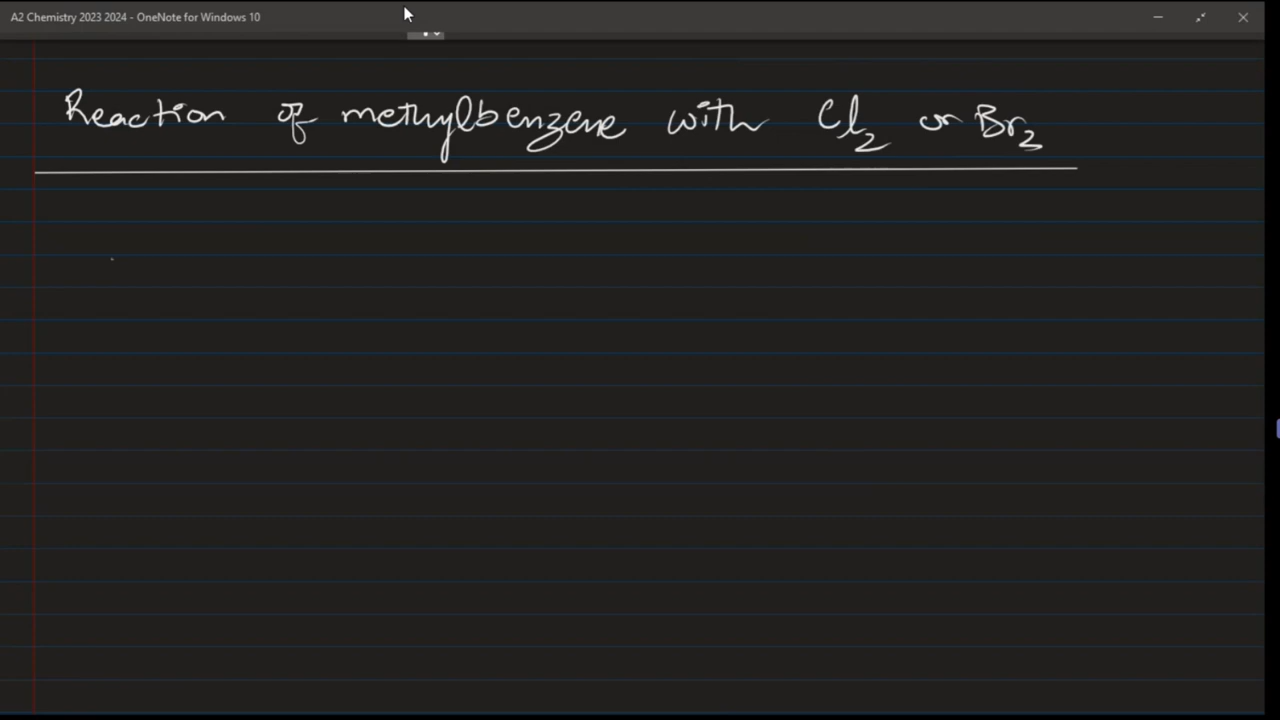 A2 Chemistry 2023 2024 - OneNote for Windows 10
Reaction of methylbenzene with Cl₂ or Br₂